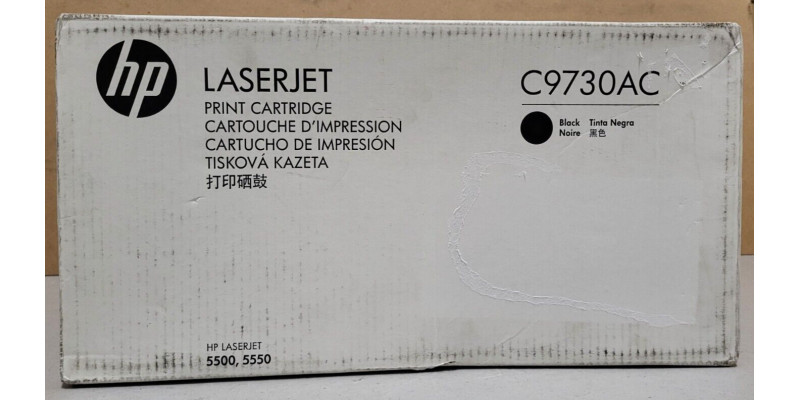 hp
LASERJET
PRINT CARTRIDGE
CARTOUCHE D'IMPRESSION
CARTUCHO DE IMPRESIÓN
TISKOVÁ KAZETA
打印硒鼓
C9730AC
Black Tinta Negra
Noire 黑色
HP LASERJET
5500, 5550